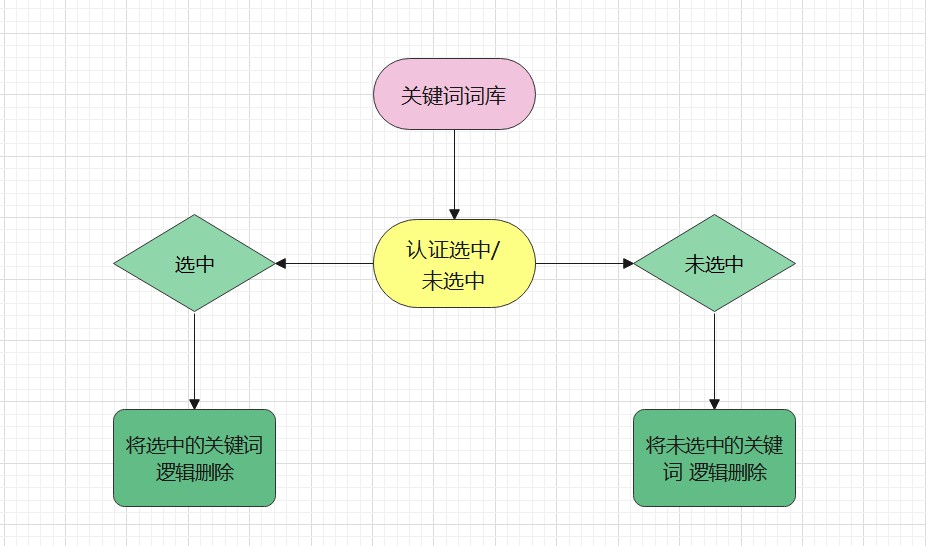 关键词词库
认证选中/
未选中
选中
未选中
将选中的关键词
逻辑删除
将未选中的关键
词 逻辑删除